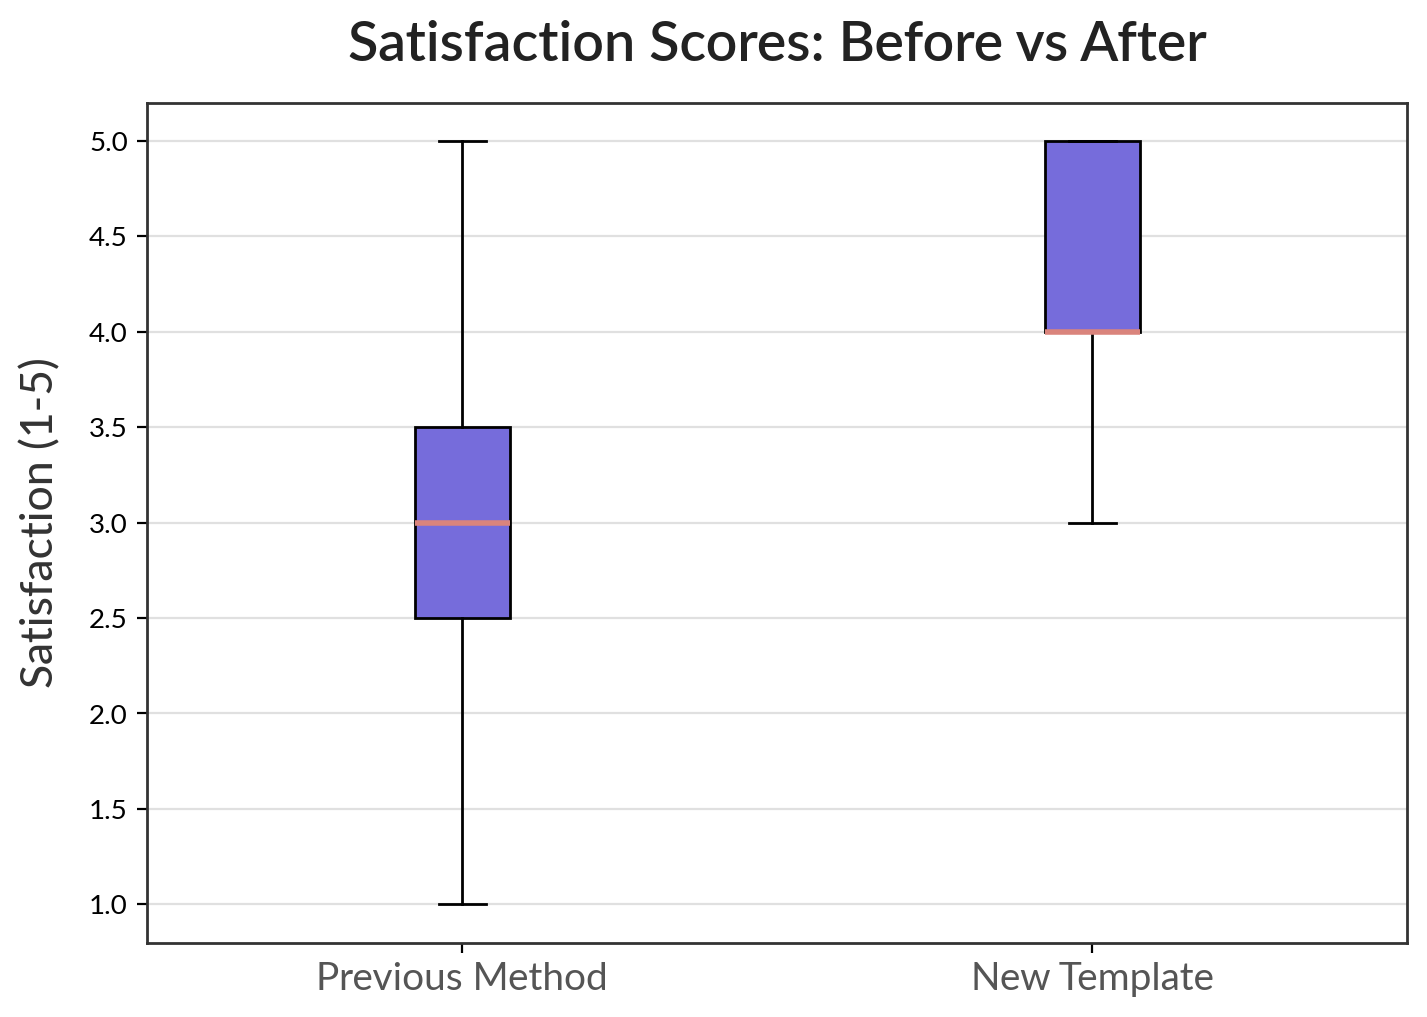 Satisfaction Scores: Before vs After
Satisfaction (1-5)
5.0
4.5
4.0
3.5
3.0
2.5
2.0
1.5
1.0
Previous Method
New Template